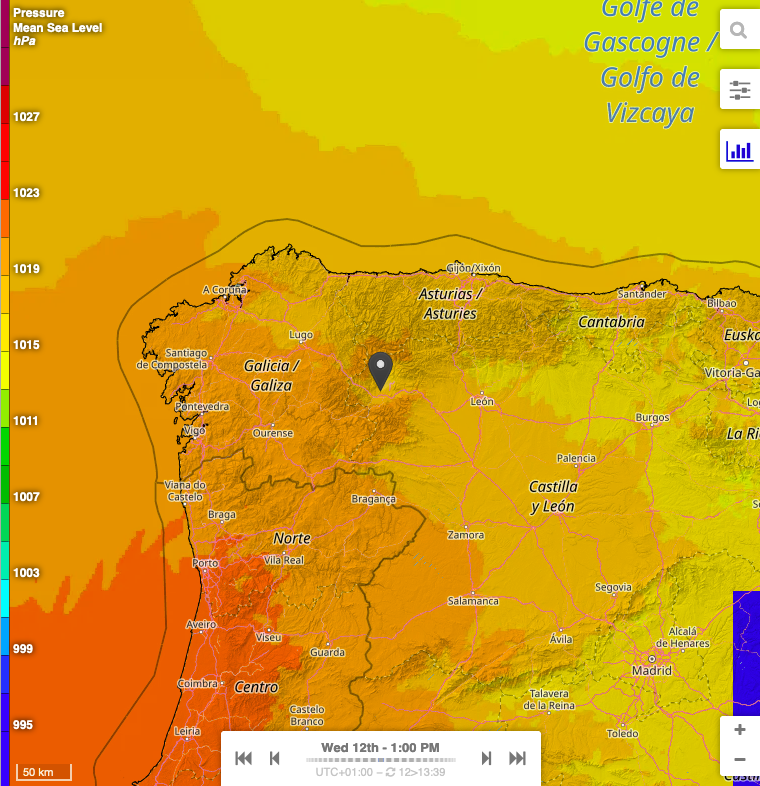 Pressure
Mean Sea Level
hPa
1027
1023
1019
1015
1011
1007
1003
999
995
Golfe de
Gascogne /
Golfo de
Vizcaya
Gijón/Xixón
A Coruña
Asturias /
Asturies
Santander
Bilbao
Cantabria
Lugo
Euska
Santiago
de Compostela
Galicia /
Galiza
Vitoria-Ga
León
Pontevedra
Burgos
Vigo
Ourense
La Ri
Palencia
Viana do
Castelo
Bragança
Castilla
y León
Braga
Norte
Zamora
Porto
Vila Real
Segovia
Salamanca
Aveiro
Viseu
Ávila
Alcalá
de Henares
Guarda
Madrid
Coimbra
Centro
Talavera
de la Reina
Castelo
Branco
Leiria
Toledo
Wed 12th - 1:00 PM
UTC+01:00 ~ 12>13:39
50 km
+
−